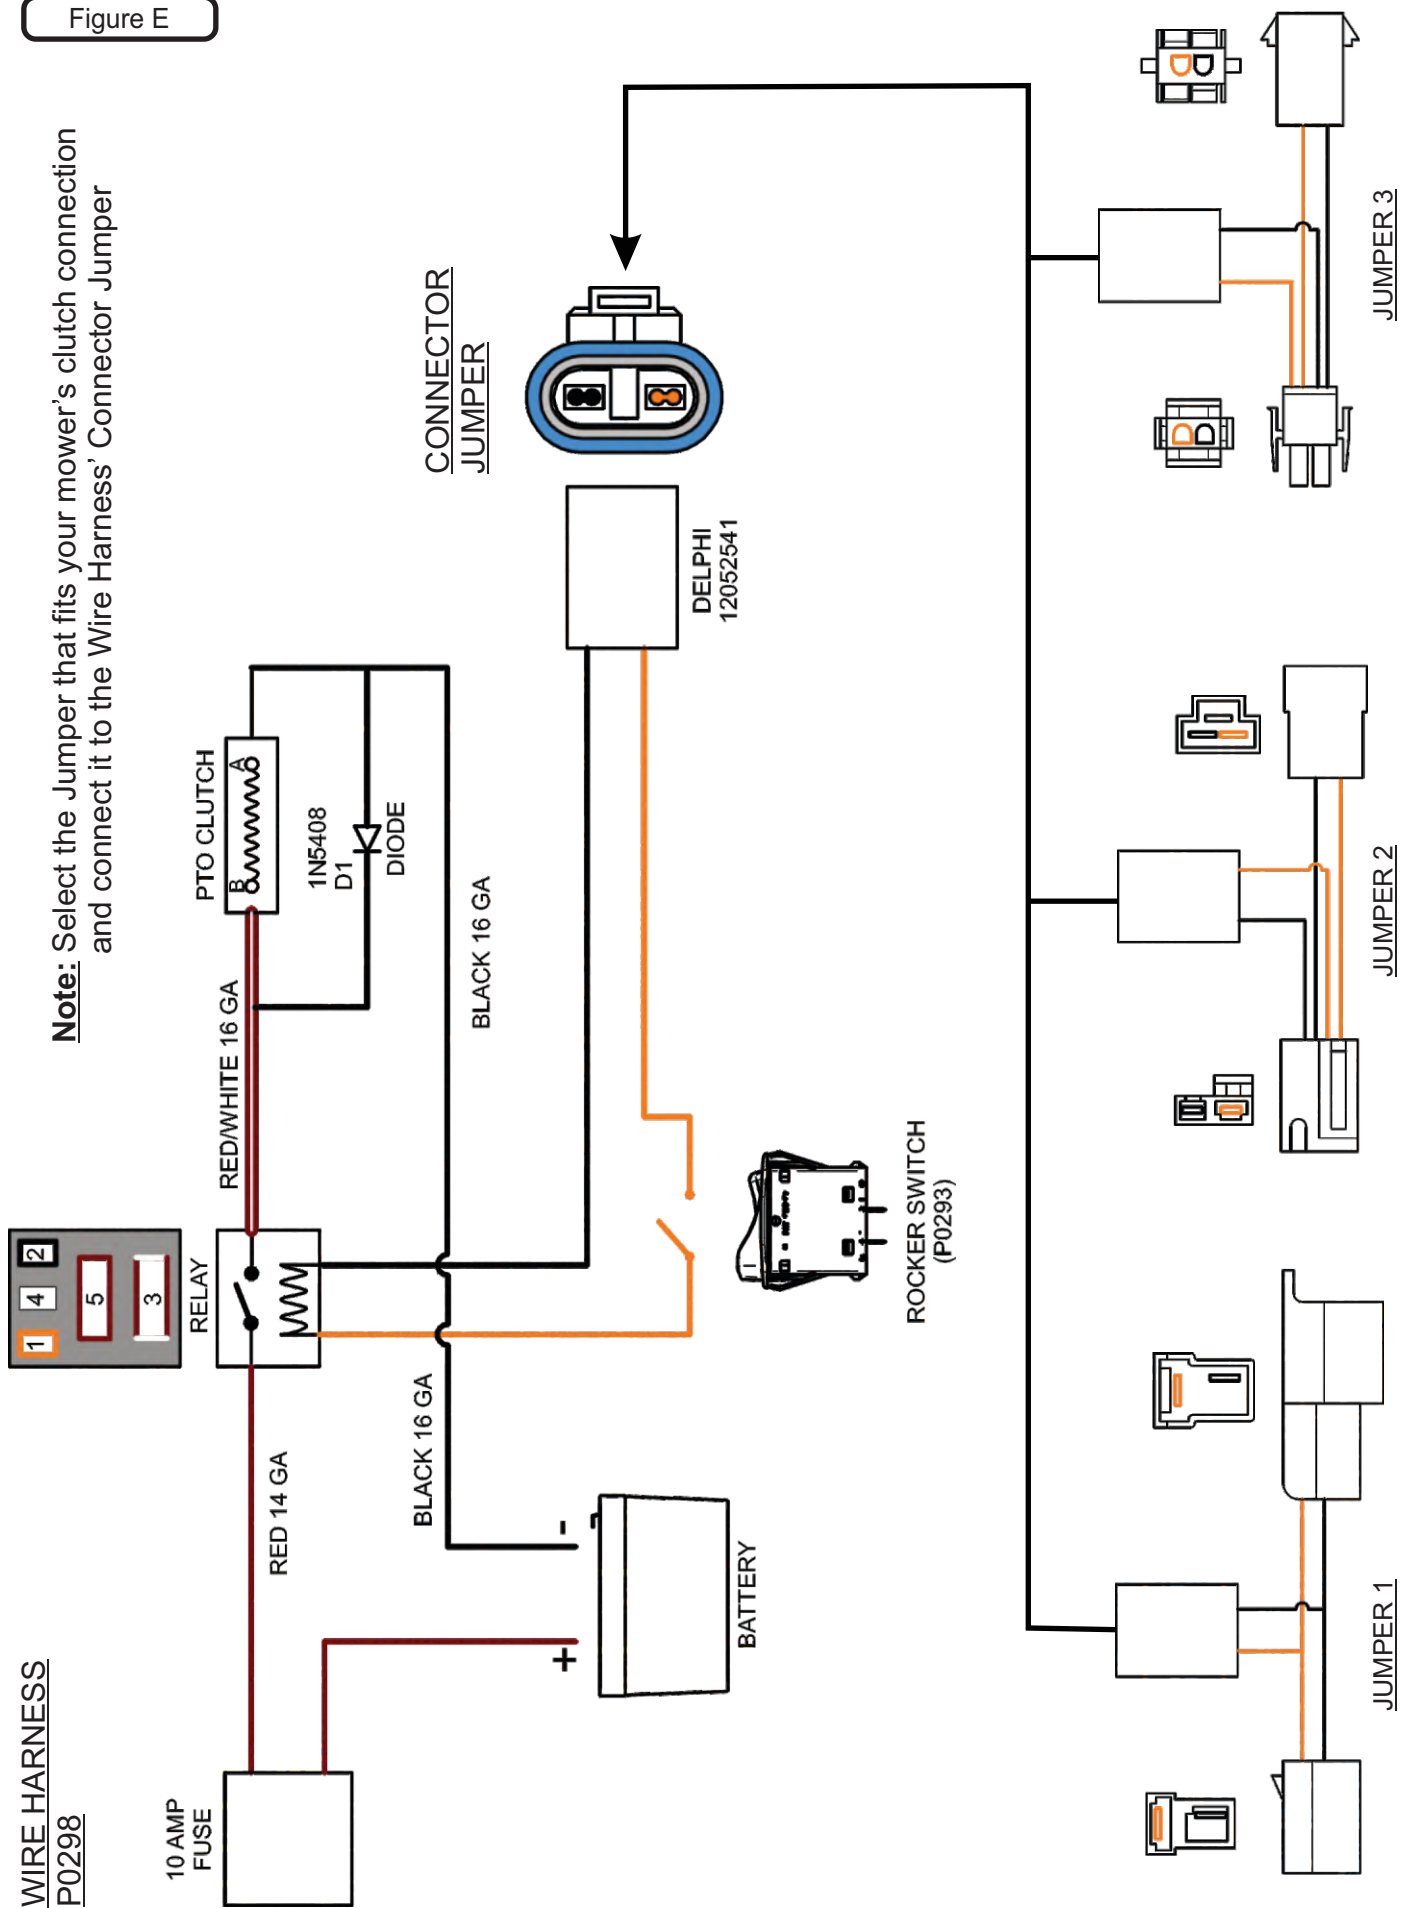 Figure E
WIRE HARNESS
P0298
Note: Select the Jumper that fits your mower's clutch connection
and connect it to the Wire Harness' Connector Jumper
10 AMP
FUSE
RED 14 GA
1
4
2
5
3
RELAY
RED/WHITE 16 GA
PTO CLUTCH
B
A
1N5408
D1
DIODE
BLACK 16 GA
BLACK 16 GA
+
-
BATTERY
ROCKER SWITCH
(P0293)
CONNECTOR
JUMPER
DELPHI
12052541
JUMPER 1
JUMPER 2
JUMPER 3